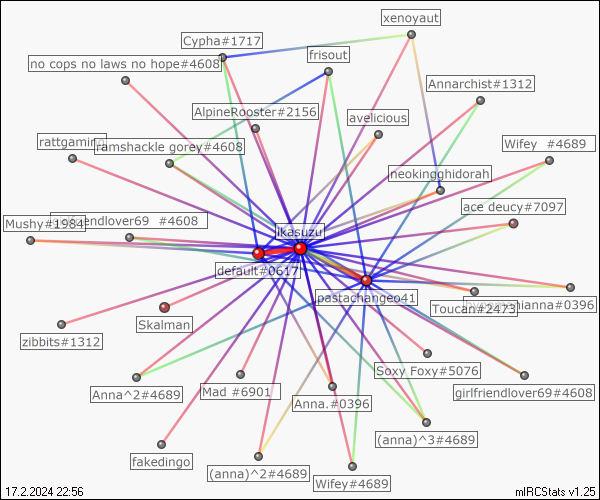 xenoyaut
Cypha#1717
frisout
no cops no laws no hope#4608
Annarchist#1312
AlpineRooster#2156
avelicious
rattgaming
ramshackle gorey#4608
Wifey #4689
neokingghidorah
ace deucy#7097
Mushy#1984
endlover69 #4608
ikasuzu
default#0617
pastachangeo41
anna#0396
Toucan#2473
Skalman
zibbits#1312
Soxy Foxy#5076
Anna^2#4689
Mad #6901
Anna.#0396
girlfriendlover69#4608
(anna)^3#4689
fakedingo
(anna)^2#4689
Wifey#4689
17.2.2024 22:56
mIRCStats v1.25